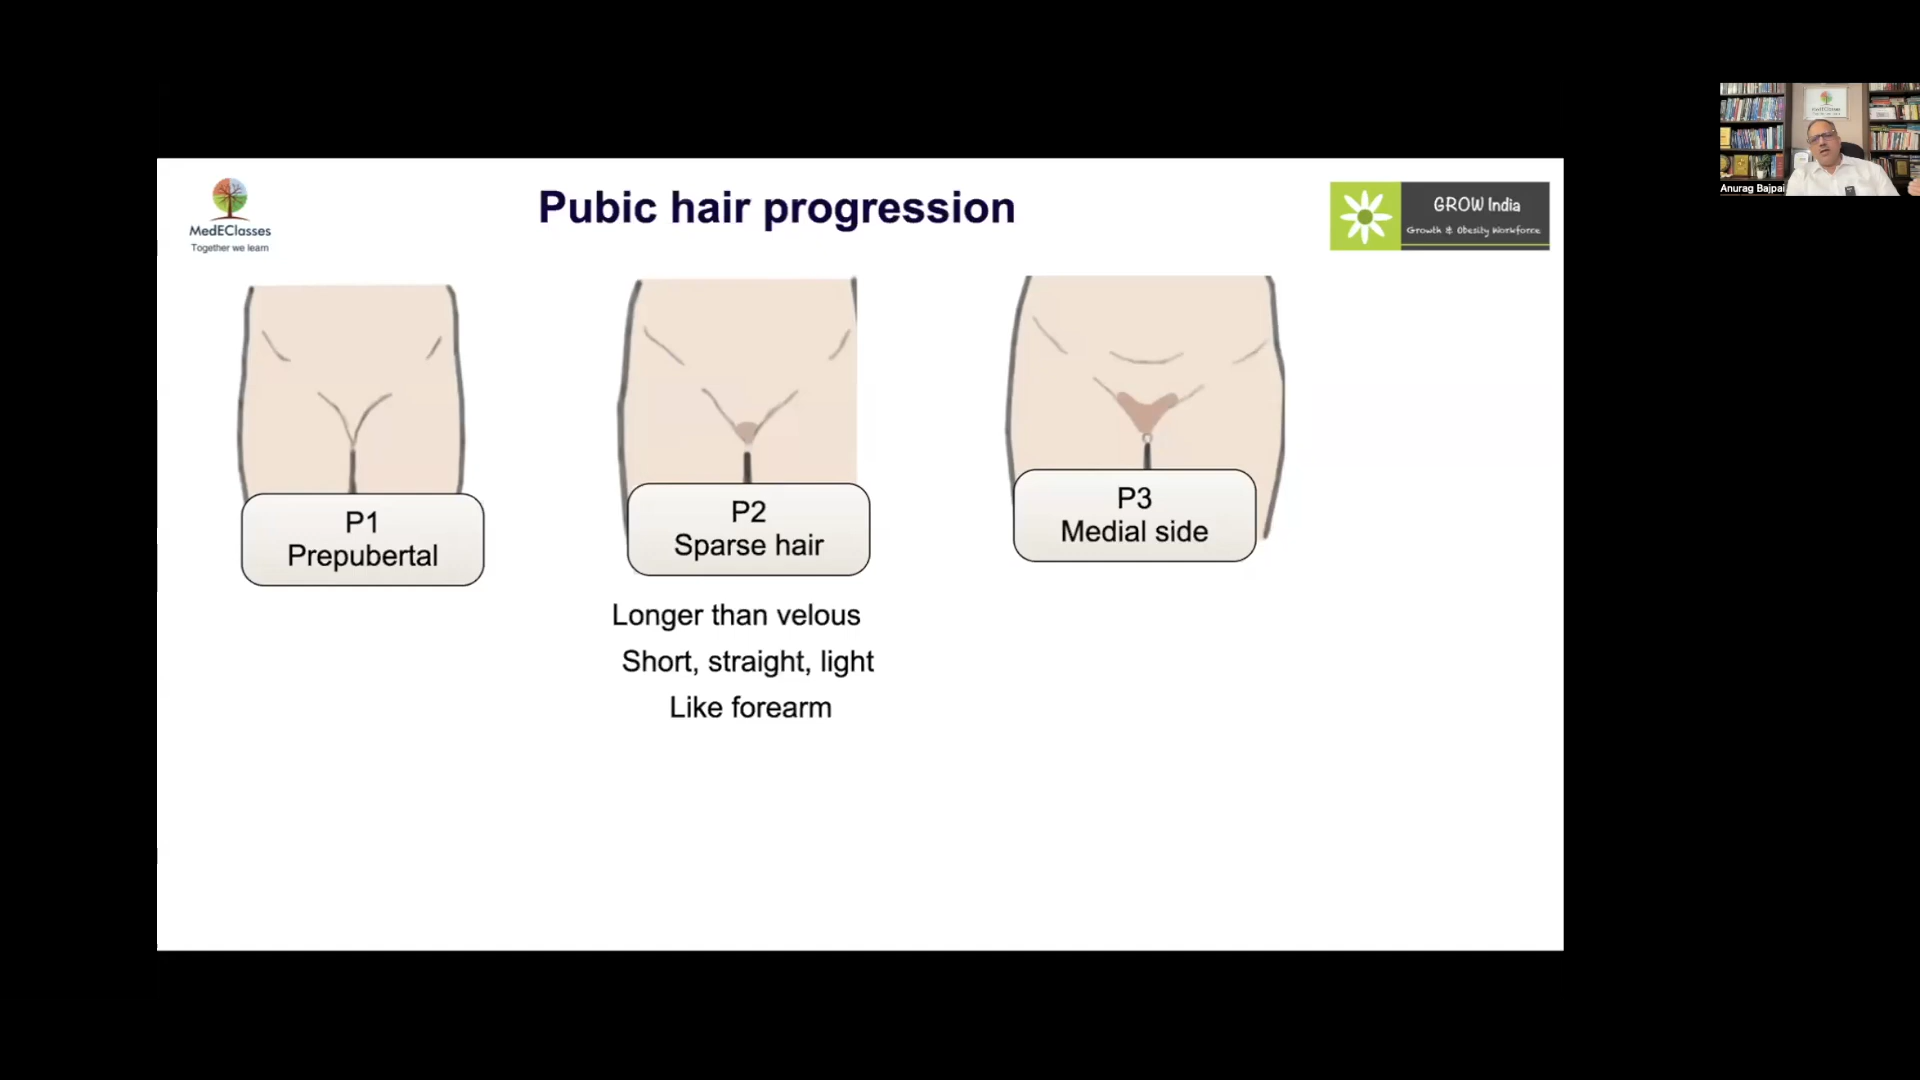 MedEClasses
Together we learn
Pubic hair progression
GROW India
Growth & Obesity Workforce
Anurag Bajpai
P1
Prepubertal
P2
Sparse hair
P3
Medial side
Longer than velous
Short, straight, light
Like forearm